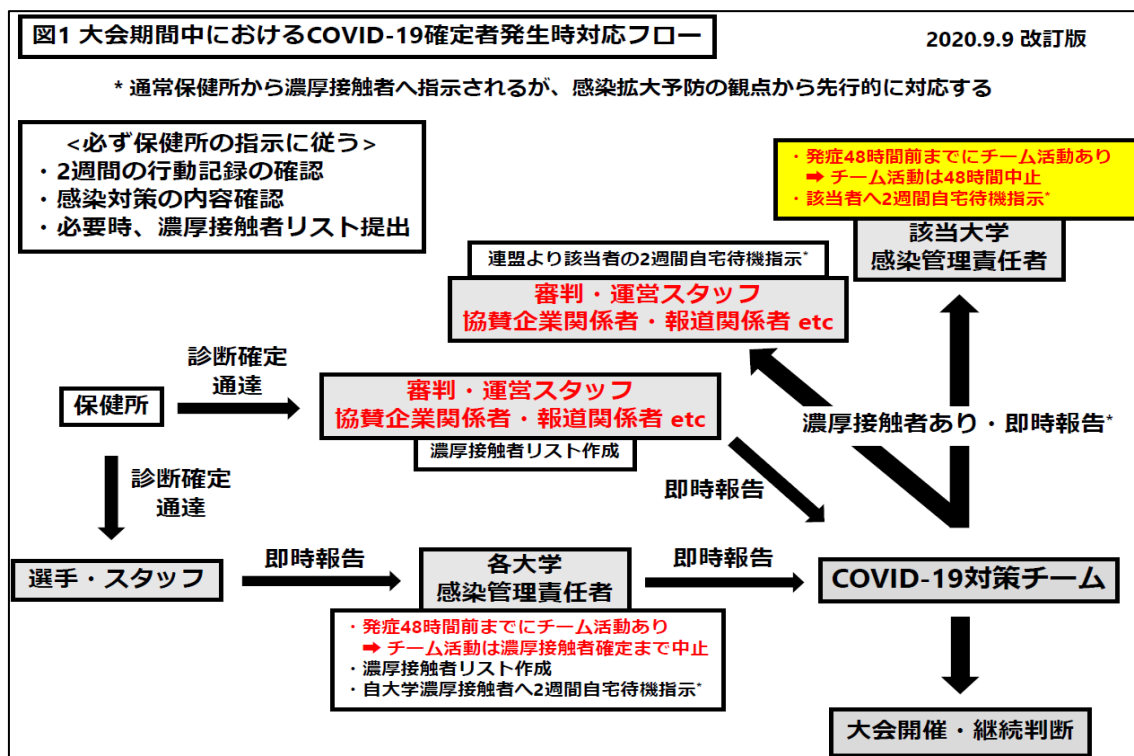 図1 大会期間中におけるCOVID-19確定者発生時対応フロー
2020.9.9 改訂版
* 通常保健所から濃厚接触者へ指示されるが、感染拡大予防の観点から先行的に対応する
<必ず保健所の指示に従う>
・2週間の行動記録の確認
・感染対策の内容確認
・必要時、濃厚接触者リスト提出
・発症48時間前までにチーム活動あり
➡ チーム活動は48時間中止
・該当者へ2週間自宅待機指示*
該当大学
感染管理責任者
連盟より該当者の2週間自宅待機指示*
審判・運営スタッフ
協賛企業関係者・報道関係者 etc
診断確定
通達
保健所
審判・運営スタッフ
協賛企業関係者・報道関係者 etc
濃厚接触者リスト作成
濃厚接触者あり・即時報告*
診断確定
通達
即時報告
選手・スタッフ
即時報告
各大学
感染管理責任者
即時報告
COVID-19対策チーム
・発症48時間前までにチーム活動あり
➡ チーム活動は濃厚接触者確定まで中止
・濃厚接触者リスト作成
・自大学濃厚接触者へ2週間自宅待機指示*
大会開催・継続判断